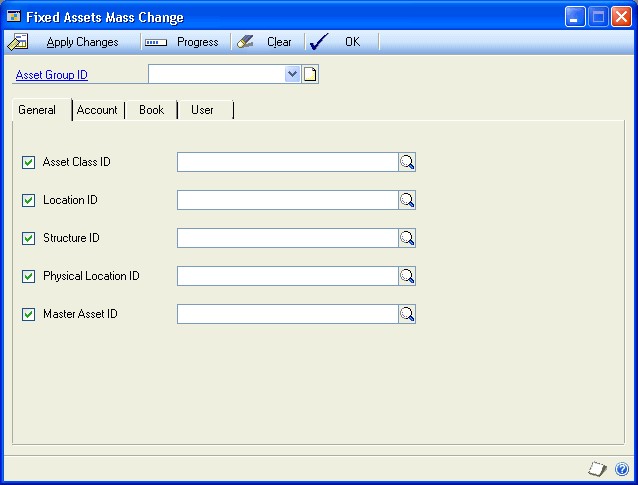 Fixed Assets Mass Change
Apply Changes Progress Clear OK
Asset Group ID
General Account Book User
Asset Class ID
Location ID
Structure ID
Physical Location ID
Master Asset ID